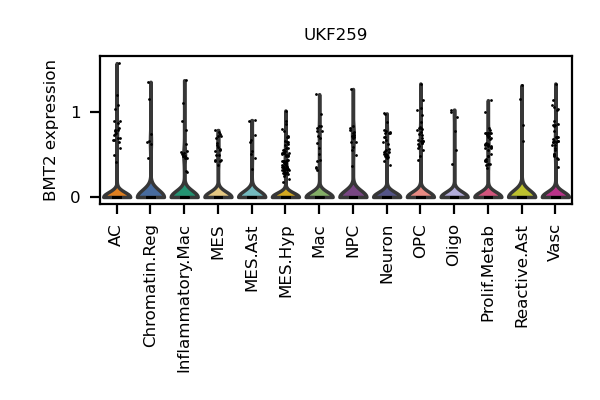 UKF259
BMT2 expression
1
0
AC
Chromatin.Reg
Inflammatory.Mac
MES
MES.Ast
MES.Hyp
Mac
NPC
Neuron
OPC
Oligo
Prolif.Metab
Reactive.Ast
Vasc